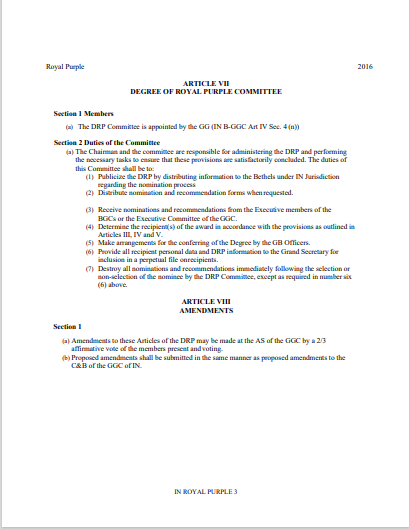 Royal Purple 2016
ARTICLE VII
DEGREE OF ROYAL PURPLE COMMITTEE
Section 1 Members
(a) The DRP Committee is appointed by the GG (IN B-GGC Art IV Sec. 4 (n))
Section 2 Duties of the Committee
(a) The Chairman and the committee are responsible for administering the DRP and performing
the necessary tasks to ensure that these provisions are satisfactorily concluded. The duties of
this Committee shall be to:
(1) Publicize the DRP by distributing information to the Bethels under IN Jurisdiction
regarding the nomination process
(2) Distribute nomination and recommendation forms when requested.
(3) Receive nominations and recommendations from the Executive members of the
BGCs or the Executive Committee of the GGC.
(4) Determine the recipient(s) of the award in accordance with the provisions as outlined in
Articles III, IV and V.
(5) Make arrangements for the conferring of the Degree by the GB Officers.
(6) Provide all recipient personal data and DRP information to the Grand Secretary for
inclusion in a perpetual file on recipients.
(7) Destroy all nominations and recommendations immediately following the selection or
non-selection of the nominee by the DRP Committee, except as required in number six
(6) above.
ARTICLE VIII
AMENDMENTS
Section 1
(a) Amendments to these Articles of the DRP may be made at the AS of the GGC by a 2/3
affirmative vote of the members present and voting.
(b) Proposed amendments shall be submitted in the same manner as proposed amendments to the
C&B of the GGC of IN.
IN ROYAL PURPLE 3